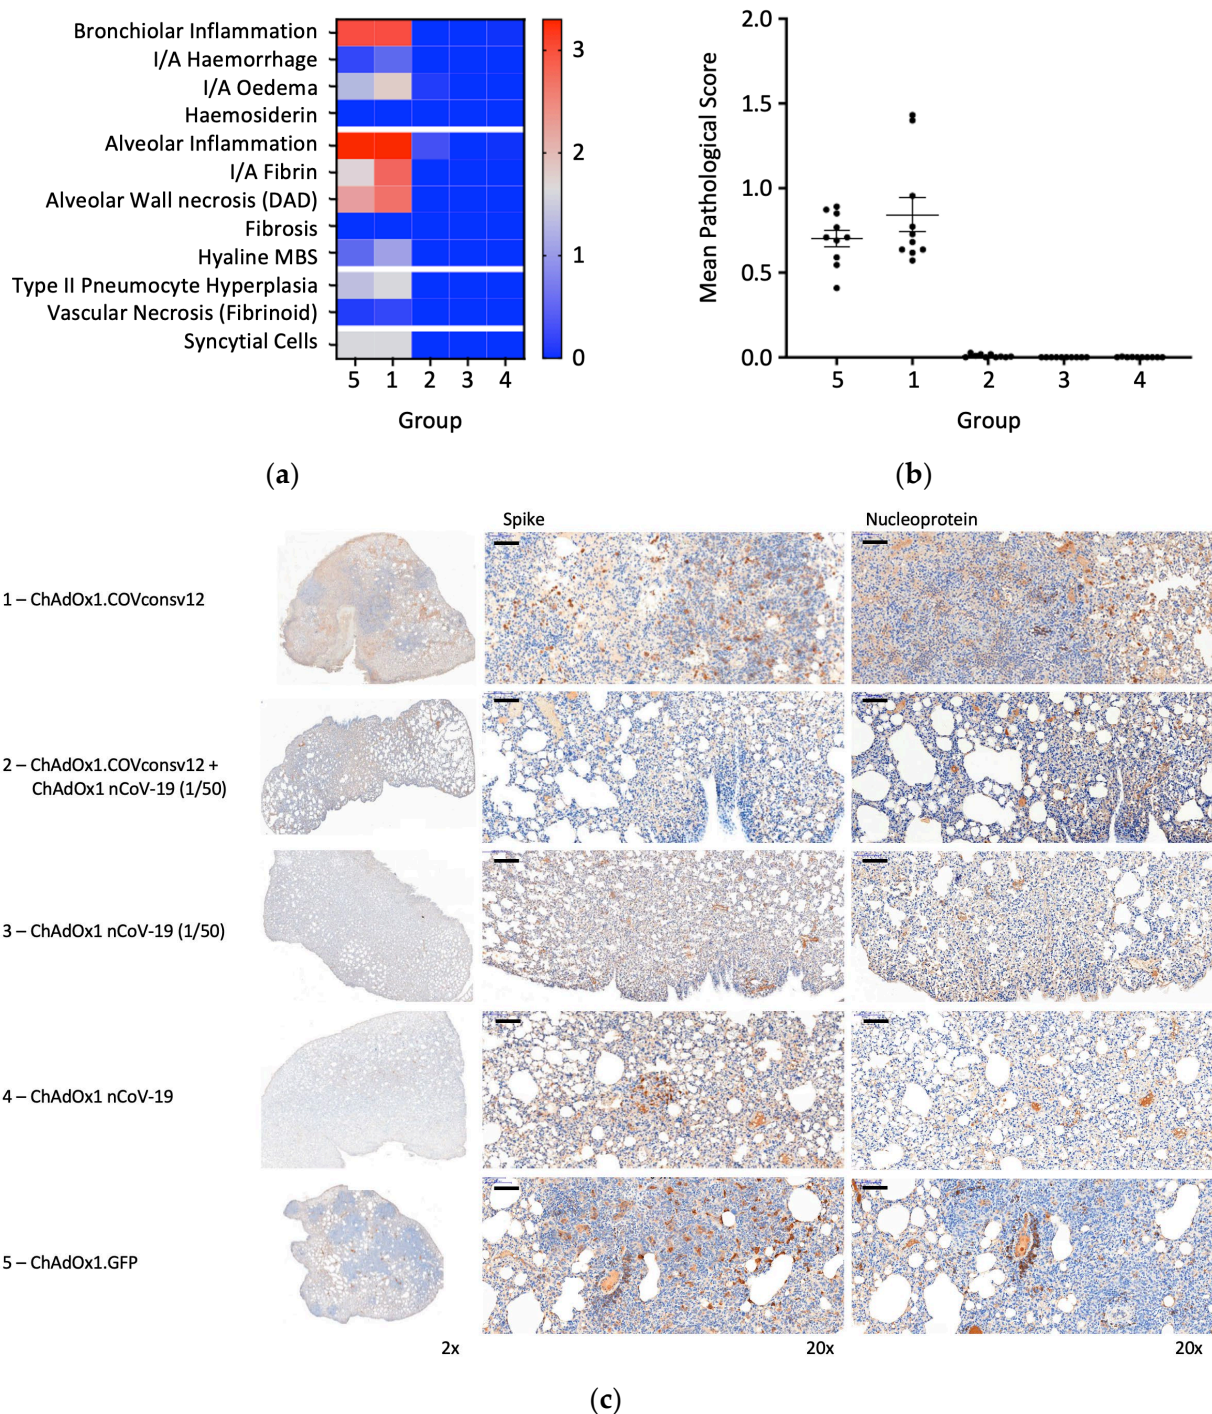 Bronchiolar Inflammation
I/A Haemorrhage
I/A Oedema
Haemosiderin
Alveolar Inflammation
I/A Fibrin
Alveolar Wall necrosis (DAD)
Fibrosis
Hyaline MBS
Type II Pneumocyte Hyperplasia
Vascular Necrosis (Fibrinoid)
Syncytial Cells
5 1 2 3 4
Group
3
2
1
0
(a)
Mean Pathological Score
2.0
1.5
1.0
0.5
0.0
5 1 2 3 4
Group
(b)
Spike
Nucleoprotein
1 – ChAdOx1.COVconsv12
2 – ChAdOx1.COVconsv12 +
ChAdOx1 nCoV-19 (1/50)
3 – ChAdOx1 nCoV-19 (1/50)
4 – ChAdOx1 nCoV-19
5 – ChAdOx1.GFP
2x
20x
20x
(c)